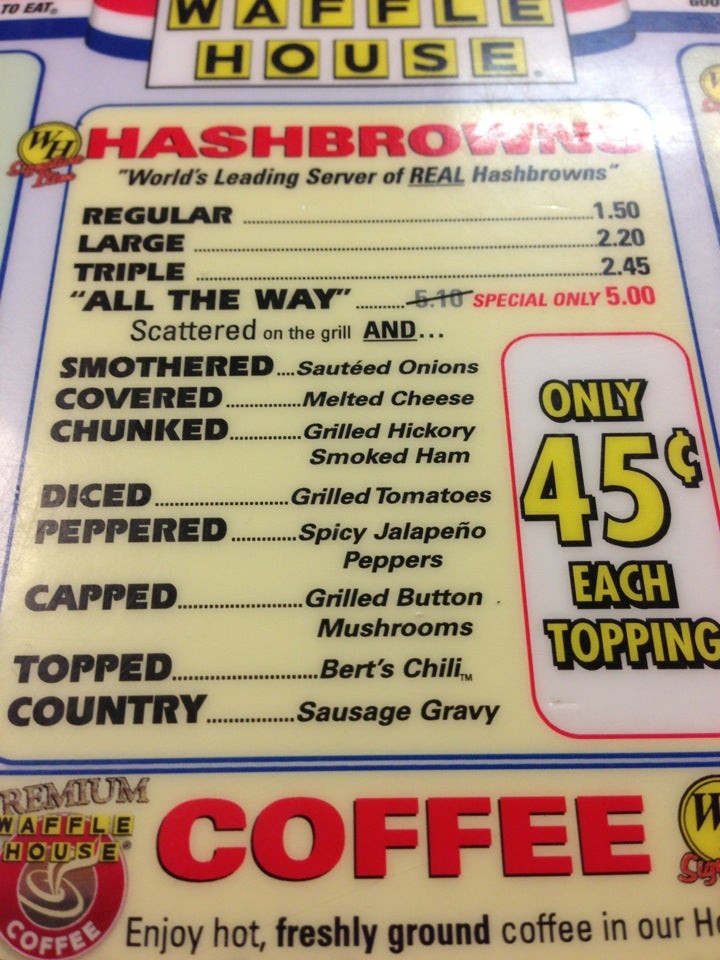 TO EAT.
WAFFLE
HOUSE®
WH HASHBROWNS
"World's Leading Server of REAL Hashbrowns"
REGULAR ..... 1.50
LARGE ..... 2.20
TRIPLE ..... 2.45
"ALL THE WAY" ..... 5.10 SPECIAL ONLY 5.00
Scattered on the grill AND...
SMOTHERED .... Sautéed Onions
COVERED ..... Melted Cheese
CHUNKED ..... Grilled Hickory
Smoked Ham
DICED ..... Grilled Tomatoes
PEPPERED ..... Spicy Jalapeño
Peppers
CAPPED ..... Grilled Button
Mushrooms
TOPPED ..... Bert's Chili™
COUNTRY ..... Sausage Gravy
ONLY
45¢
EACH
TOPPING
PREMIUM
WAFFLE
HOUSE®
COFFEE
COFFEE
Enjoy hot, freshly ground coffee in our